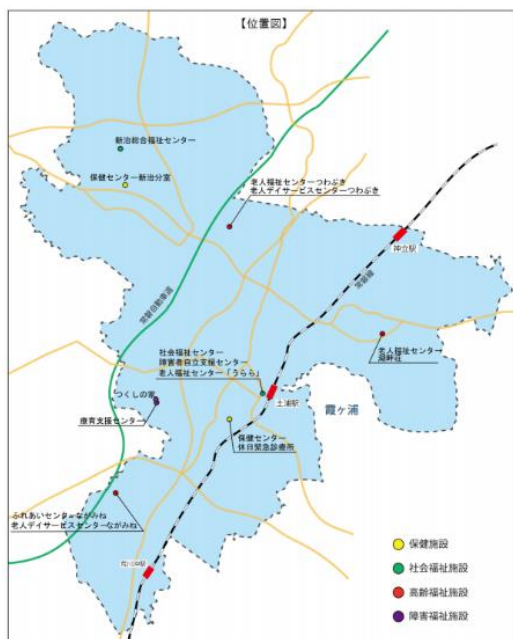 【位置図】
新治総合福祉センター
保健センター新治分室
老人福祉センターつわぶき
老人デイサービスセンターつわぶき
神立駅
常磐線
常磐自動車道
老人福祉センター
湖畔荘
社会福祉センター
障害者自立支援センター
老人福祉センター「うらら」
土浦駅
霞ヶ浦
つくしの家
療育支援センター
保健センター
休日緊急診療所
ふれあいセンターながみね
老人デイサービスセンターながみね
荒川沖駅
保健施設
社会福祉施設
高齢福祉施設
障害福祉施設